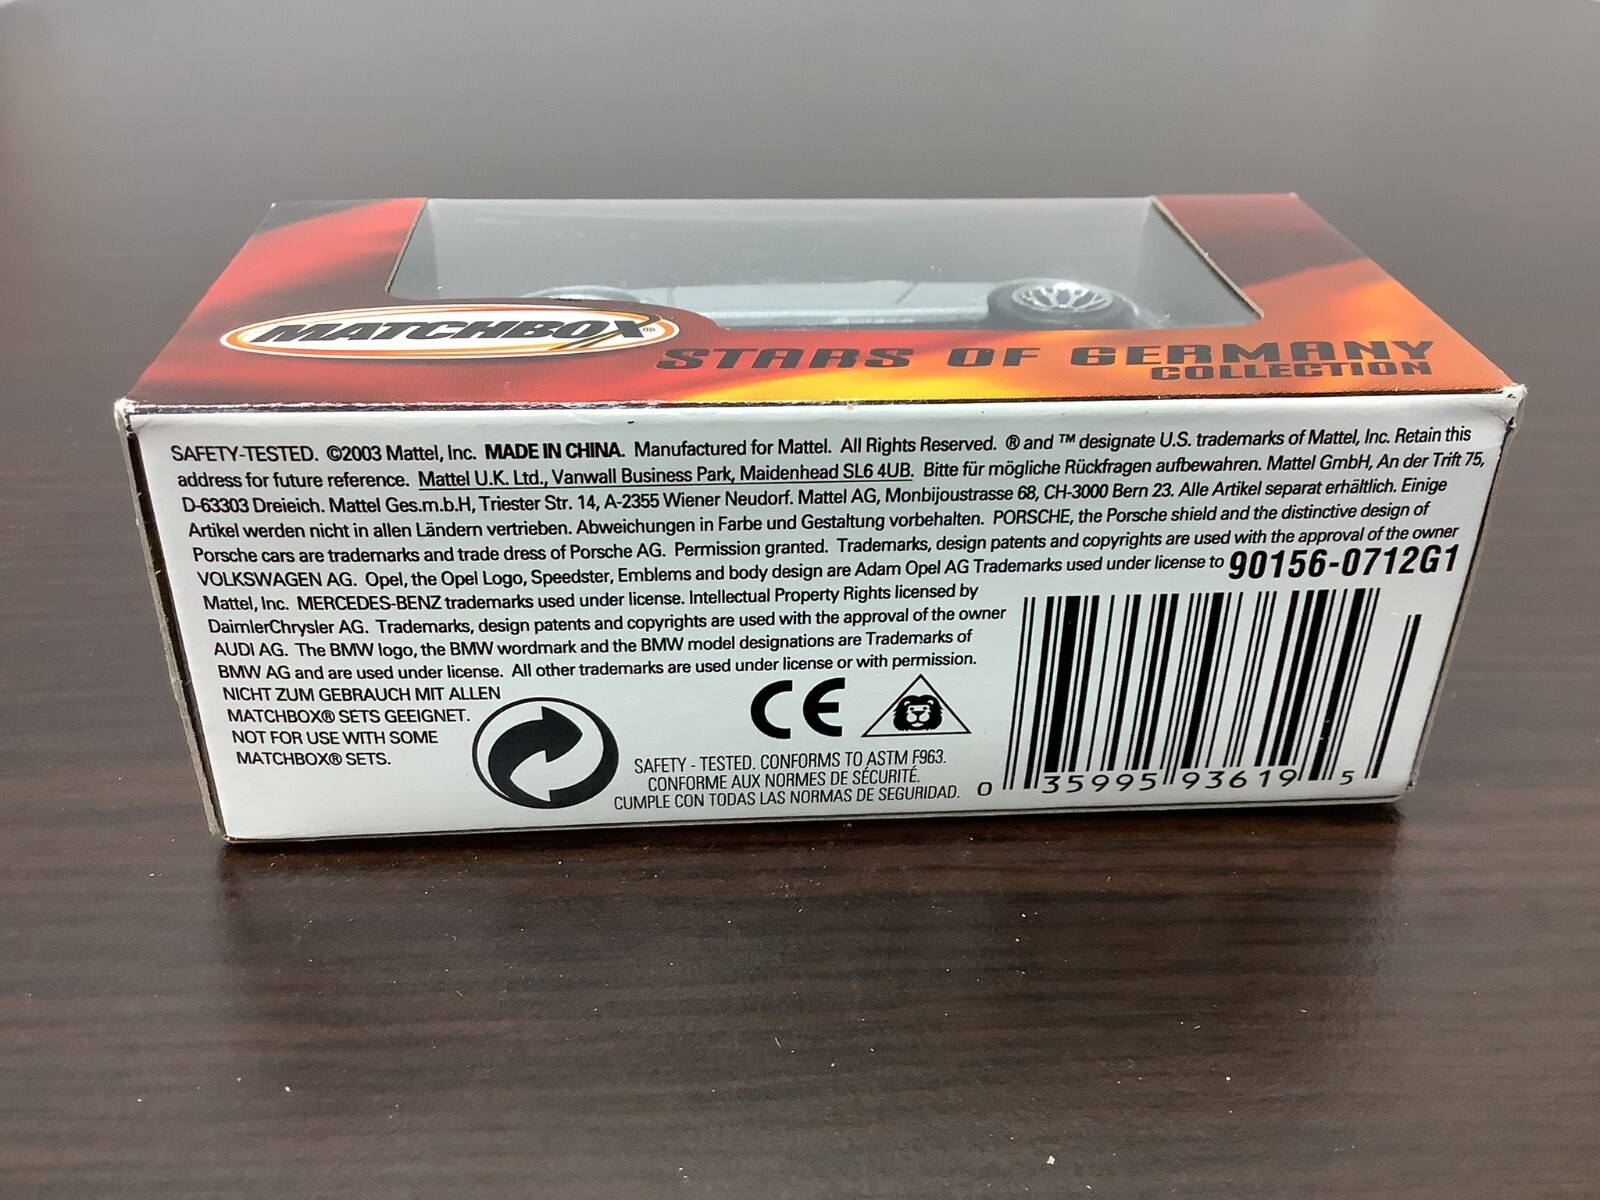 MATCHBOX®
STARS OF GERMANY
COLLECTION
SAFETY-TESTED. ©2003 Mattel, Inc. MADE IN CHINA. Manufactured for Mattel. All Rights Reserved. ® and ™ designate U.S. trademarks of Mattel, Inc. Retain this
address for future reference. Mattel U.K. Ltd., Vanwall Business Park, Maidenhead SL6 4UB. Bitte für mögliche Rückfragen aufbewahren. Mattel GmbH, An der Trift 75,
D-63303 Dreieich. Mattel Ges.m.b.H, Triester Str. 14, A-2355 Wiener Neudorf. Mattel AG, Monbijoustrasse 68, CH-3000 Bern 23. Alle Artikel separat erhältlich. Einige
Artikel werden nicht in allen Ländern vertrieben. Abweichungen in Farbe und Gestaltung vorbehalten. PORSCHE, the Porsche shield and the distinctive design of
Porsche cars are trademarks and trade dress of Porsche AG. Permission granted. Trademarks, design patents and copyrights are used with the approval of the owner
VOLKSWAGEN AG. Opel, the Opel Logo, Speedster, Emblems and body design are Adam Opel AG Trademarks used under license to
90156-0712G1
Mattel, Inc. MERCEDES-BENZ trademarks used under license. Intellectual Property Rights licensed by
DaimlerChrysler AG. Trademarks, design patents and copyrights are used with the approval of the owner
AUDI AG. The BMW logo, the BMW wordmark and the BMW model designations are Trademarks of
BMW AG and are used under license. All other trademarks are used under license or with permission.
NICHT ZUM GEBRAUCH MIT ALLEN
MATCHBOX® SETS GEEIGNET.
NOT FOR USE WITH SOME
MATCHBOX® SETS.
CE
SAFETY - TESTED. CONFORMS TO ASTM F963.
CONFORME AUX NORMES DE SÉCURITÉ.
CUMPLE CON TODAS LAS NORMAS DE SEGURIDAD.
0 35995 93619 5